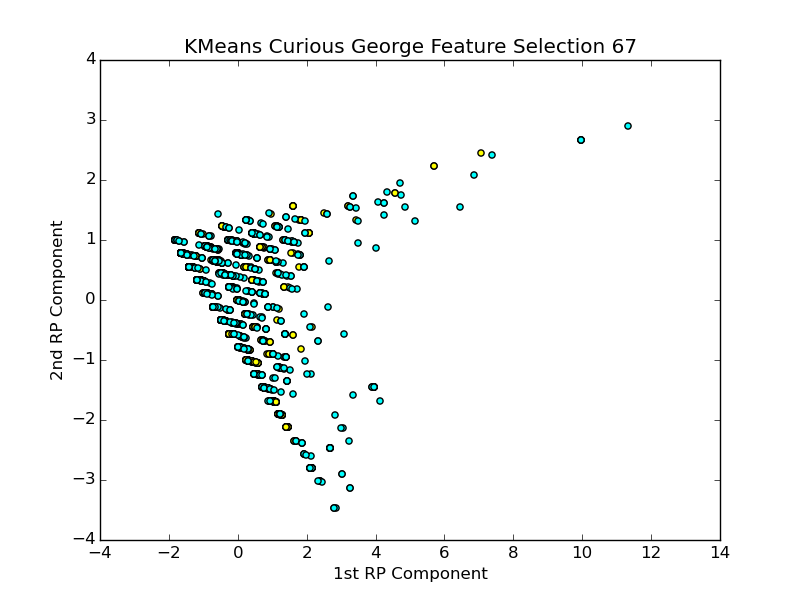 KMeans Curious George Feature Selection 67
4
3
2
1
0
−1
−2
−3
−4
2nd RP Component
−4 −2 0 2 4 6 8 10 12 14
1st RP Component